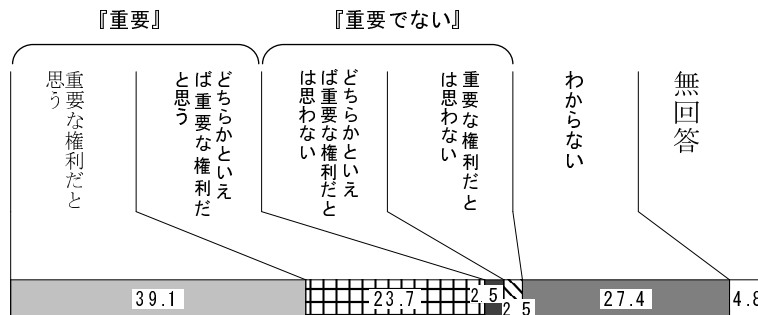 『重要』
『重要でない』
重要な権利だと
思う
どちらかといえ
ば重要な権利だ
と思う
どちらかといえ
ば重要な権利だと
は思わない
重要な権利だと
は思わない
わからない
無回答
39.1
23.7
2.5
2.5
27.4
4.8